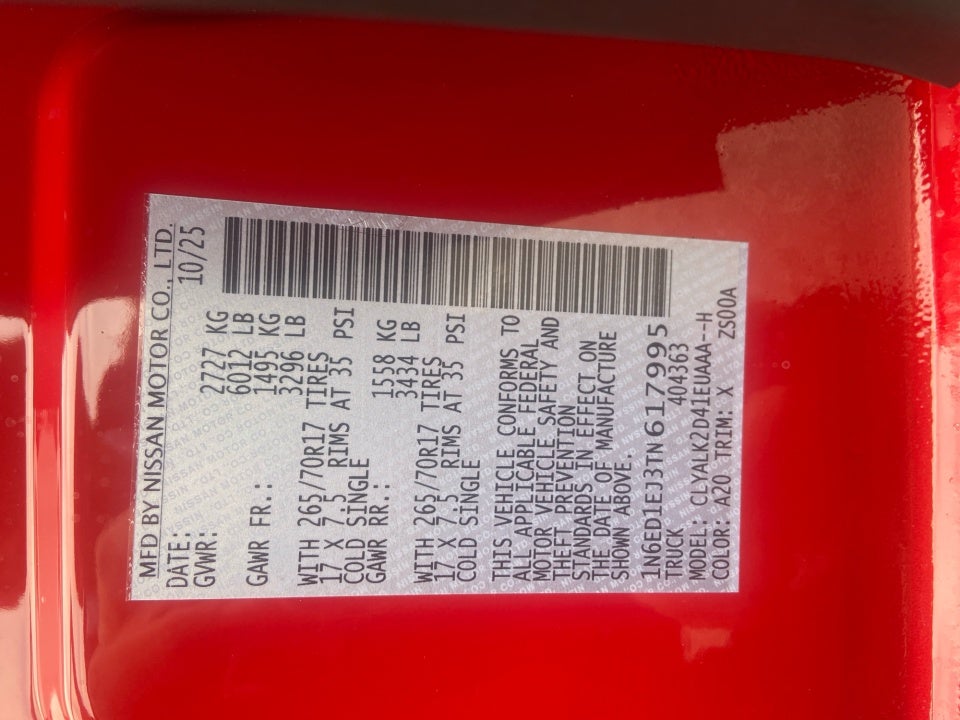 MFD BY NISSAN MOTOR CO., LTD.
DATE: 10/25
GVWR: 2727 KG
6012 LB
GAWR FR.: 1495 KG
3296 LB
WITH 265/70R17 TIRES
17 X 7.5 RIMS AT 35 PSI
COLD SINGLE
GAWR RR.: 1558 KG
3434 LB
WITH 265/70R17 TIRES
17 X 7.5 RIMS AT 35 PSI
COLD SINGLE
THIS VEHICLE CONFORMS TO
ALL APPLICABLE FEDERAL
MOTOR VEHICLE SAFETY AND
THEFT PREVENTION
STANDARDS IN EFFECT ON
THE DATE OF MANUFACTURE
SHOWN ABOVE
1N6ED1EJ3TN617995
TRUCK 404363
MODEL: CLYALK2D41EUAAA--H
COLOR: A20 TRIM: X ZS00A